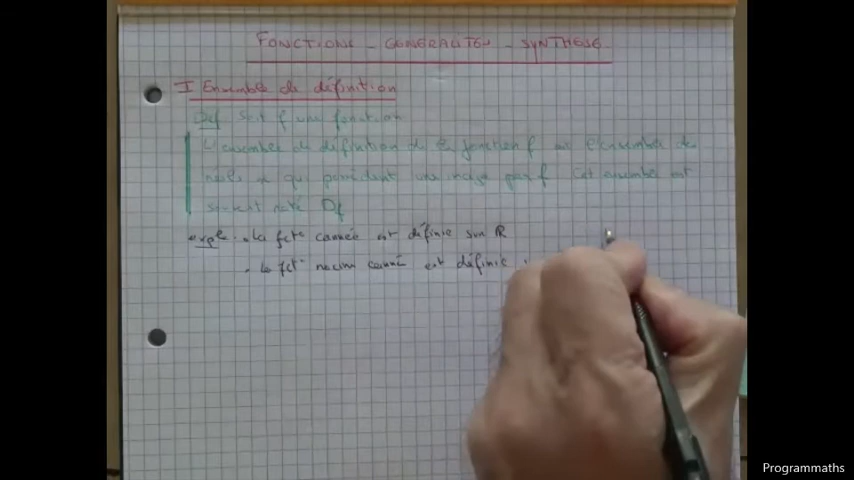 FONCTIONS - GENERALITES - SYNTHESE
I Ensemble de définition
Def Soit f une fonction
L'ensemble de définition de la fonction f est l'ensemble des
réels x qui possèdent une image par f Cet ensemble est
souvent noté Df
exple . la fct° carrée est définie sur ℝ
. la fct° racine carrée est définie
Programmaths